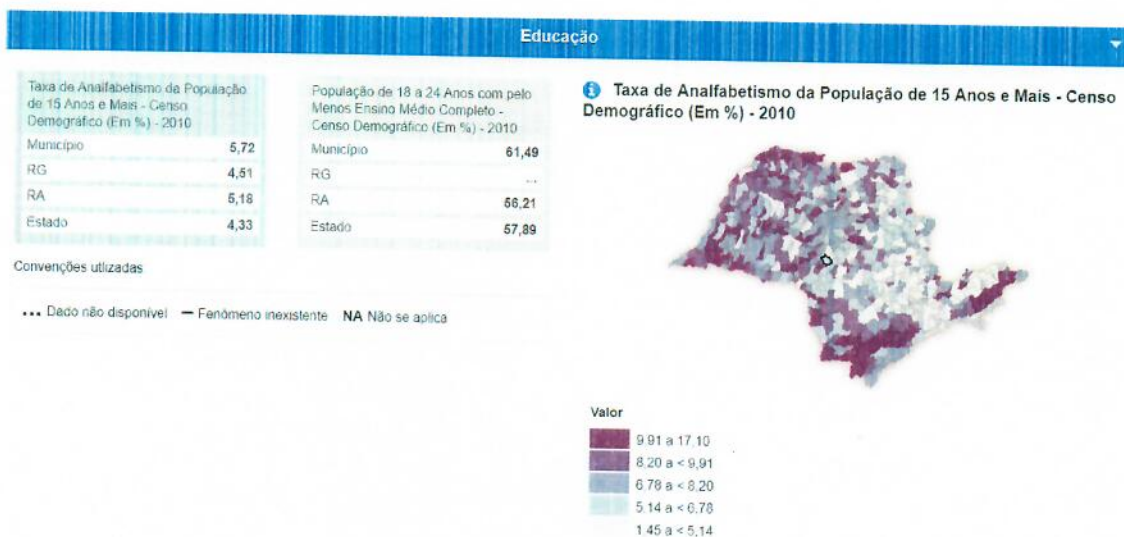 Educação
Taxa de Analfabetismo da População
de 15 Anos e Mais - Censo
Demográfico (Em %) - 2010
Município 5,72
RG 4,51
RA 5,18
Estado 4,33
População de 18 a 24 Anos com pelo
Menos Ensino Médio Completo -
Censo Demográfico (Em %) - 2010
Município 61,49
RG ...
RA 56,21
Estado 57,89
Convenções utlizadas
... Dado não disponível — Fenômeno inexistente NA Não se aplica
Taxa de Analfabetismo da População de 15 Anos e Mais - Censo
Demográfico (Em %) - 2010
Valor
9,91 a 17,10
8,20 a < 9,91
6,78 a < 8,20
5,14 a < 6,78
1,45 a < 5,14